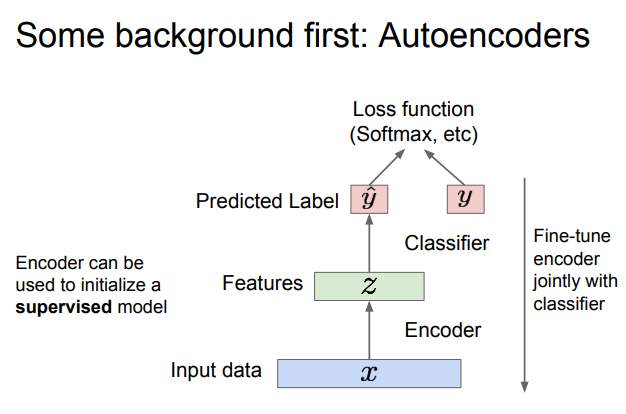 Some background first: Autoencoders
Loss function
(Softmax, etc)
Predicted Label
ŷ
y
Classifier
Encoder can be
used to initialize a
supervised model
Features
z
Fine-tune
encoder
jointly with
classifier
Encoder
Input data
x